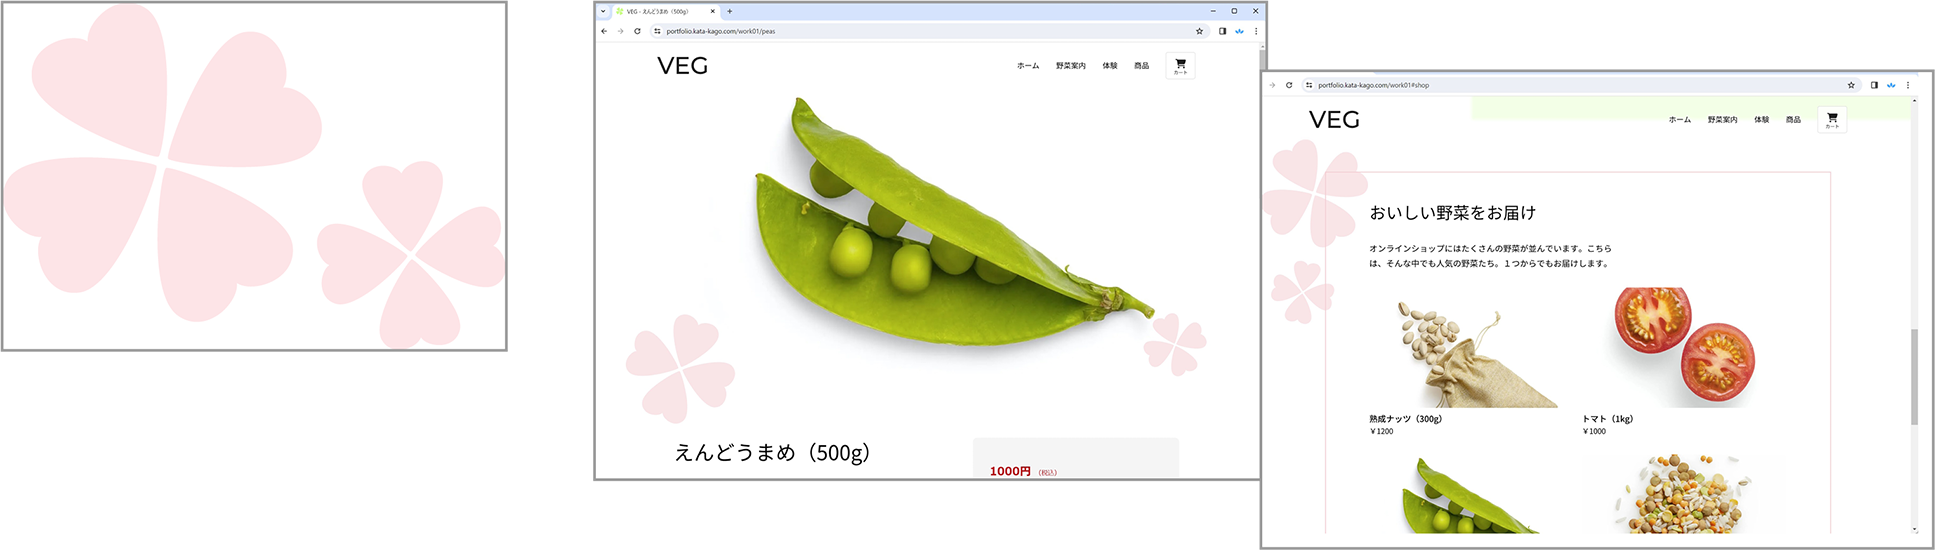 VEG - えんどうまめ（500g）
portfolio.kata-kago.com/work01/peas
VEG
ホーム 野菜案内 体験 商品 カート
えんどうまめ（500g）
1000円 （税込）
portfolio.kata-kago.com/work01#shop
VEG
ホーム 野菜案内 体験 商品 カート
おいしい野菜をお届け
オンラインショップにはたくさんの野菜が並んでいます。こちら
は、そんな中でも人気の野菜たち。１つからでもお届けします。
熟成ナッツ（300g）
￥1200
トマト（1kg）
￥1000